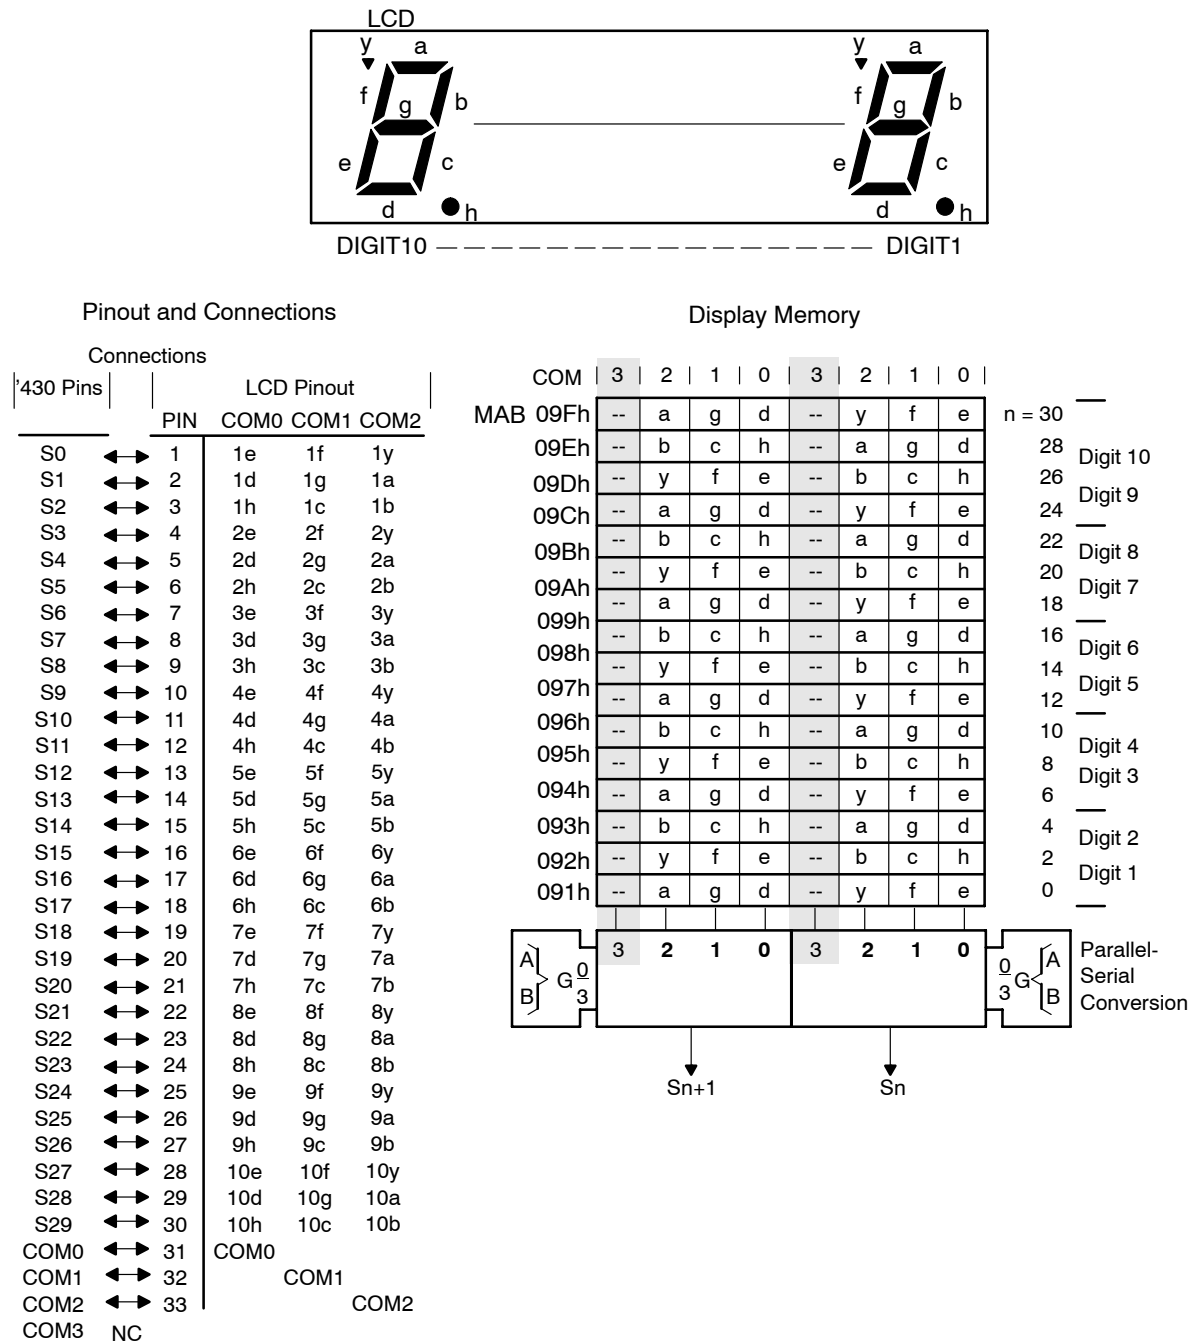 LCD
y a y a
f g b f g b
e c e c
d h d h
DIGIT10 DIGIT1
Pinout and Connections
Connections
'430 Pins LCD Pinout
PIN COM0 COM1 COM2
S0 1 1e 1f 1y
S1 2 1d 1g 1a
S2 3 1h 1c 1b
S3 4 2e 2f 2y
S4 5 2d 2g 2a
S5 6 2h 2c 2b
S6 7 3e 3f 3y
S7 8 3d 3g 3a
S8 9 3h 3c 3b
S9 10 4e 4f 4y
S10 11 4d 4g 4a
S11 12 4h 4c 4b
S12 13 5e 5f 5y
S13 14 5d 5g 5a
S14 15 5h 5c 5b
S15 16 6e 6f 6y
S16 17 6d 6g 6a
S17 18 6h 6c 6b
S18 19 7e 7f 7y
S19 20 7d 7g 7a
S20 21 7h 7c 7b
S21 22 8e 8f 8y
S22 23 8d 8g 8a
S23 24 8h 8c 8b
S24 25 9e 9f 9y
S25 26 9d 9g 9a
S26 27 9h 9c 9b
S27 28 10e 10f 10y
S28 29 10d 10g 10a
S29 30 10h 10c 10b
COM0 31 COM0
COM1 32 COM1
COM2 33 COM2
COM3 NC
Display Memory
COM 3 2 1 0 3 2 1 0
MAB 09Fh -- a g d -- y f e n = 30
09Eh -- b c h -- a g d 28 Digit 10
09Dh -- y f e -- b c h 26 Digit 9
09Ch -- a g d -- y f e 24
09Bh -- b c h -- a g d 22 Digit 8
09Ah -- y f e -- b c h 20 Digit 7
099h -- a g d -- y f e 18
098h -- b c h -- a g d 16 Digit 6
097h -- y f e -- b c h 14 Digit 5
096h -- a g d -- y f e 12
095h -- b c h -- a g d 10 Digit 4
094h -- y f e -- b c h 8 Digit 3
-- a g d -- y f e 6
093h -- b c h -- a g d 4 Digit 2
092h -- y f e -- b c h 2 Digit 1
091h -- a g d -- y f e 0
A B G 0 3 3 2 1 0 3 2 1 0 0 3 G A B
Parallel-
Serial
Conversion
Sn+1 Sn